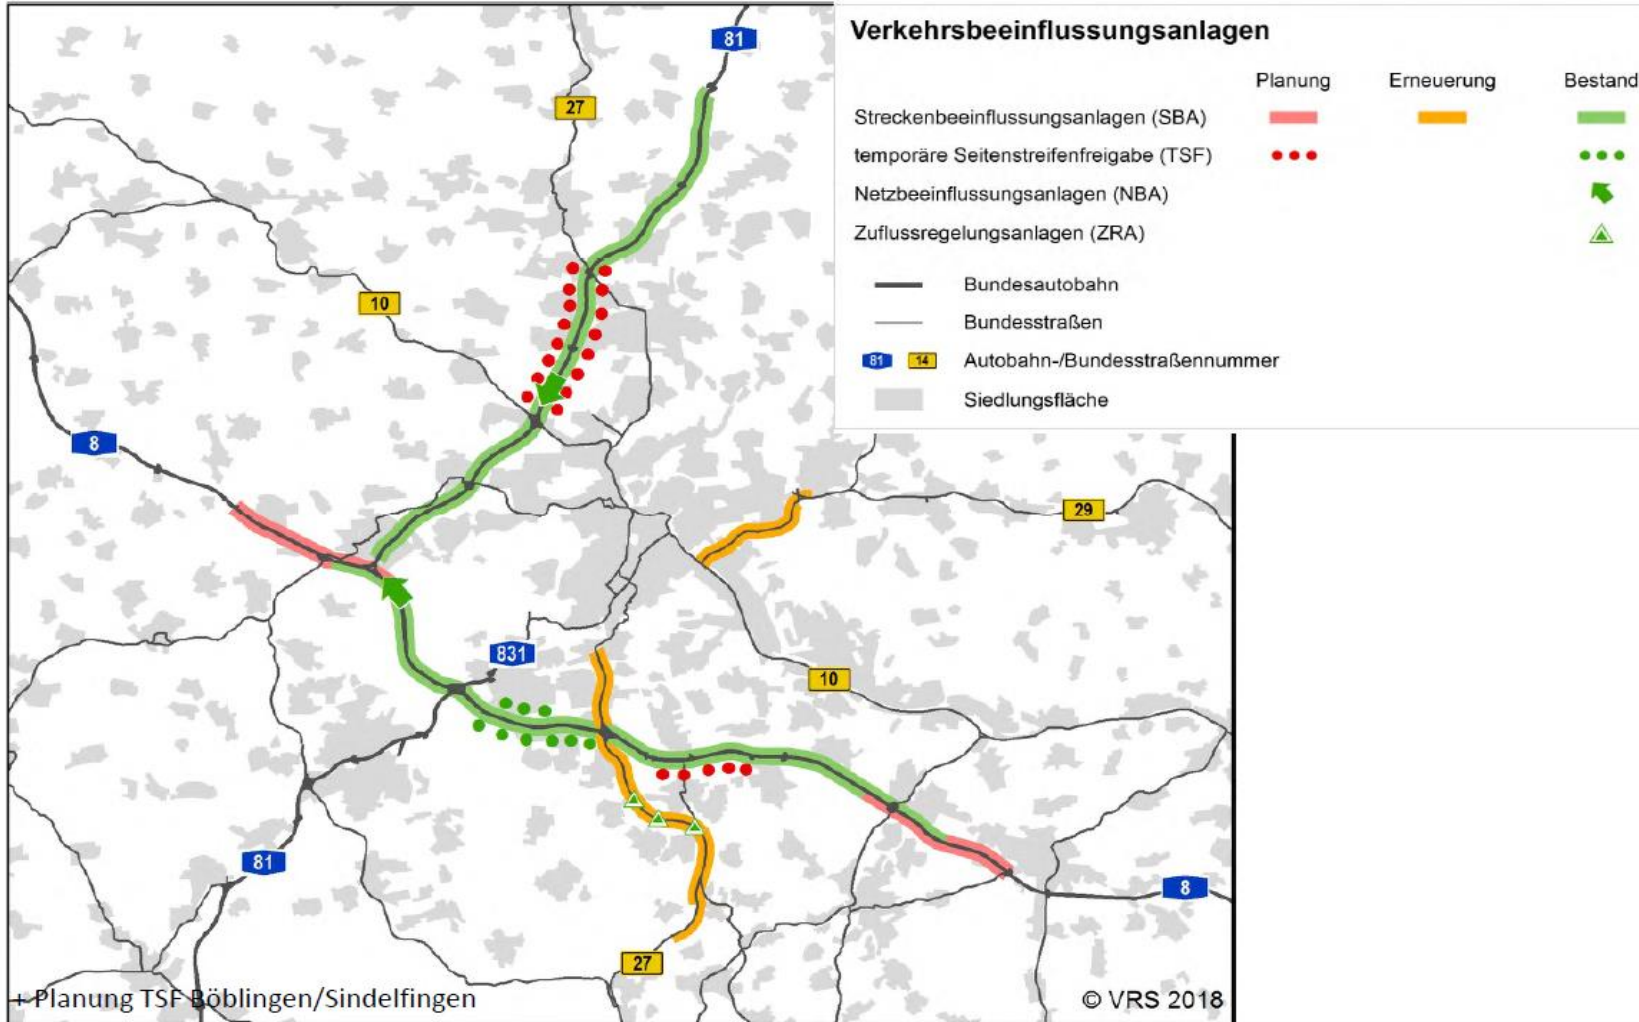 Verkehrsbeeinflussungsanlagen
Planung Erneuerung Bestand
Streckenbeeinflussungsanlagen (SBA)
temporäre Seitenstreifenfreigabe (TSF)
Netzbeeinflussungsanlagen (NBA)
Zuflussregelungsanlagen (ZRA)
Bundesautobahn
Bundesstraßen
81 14 Autobahn-/Bundesstraßennummer
Siedlungsfläche
81
27
10
8
29
831
10
81
8
27
+ Planung TSF Böblingen/Sindelfingen
© VRS 2018